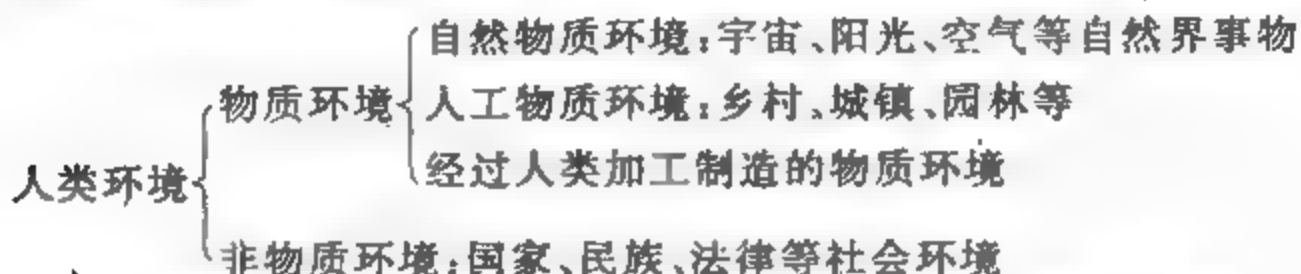 自然物质环境：宇宙、阳光、空气等自然界事物
物质环境
人工物质环境：乡村、城镇、园林等
经过人类加工制造的物质环境
人类环境
非物质环境：国家、民族、法律等社会环境